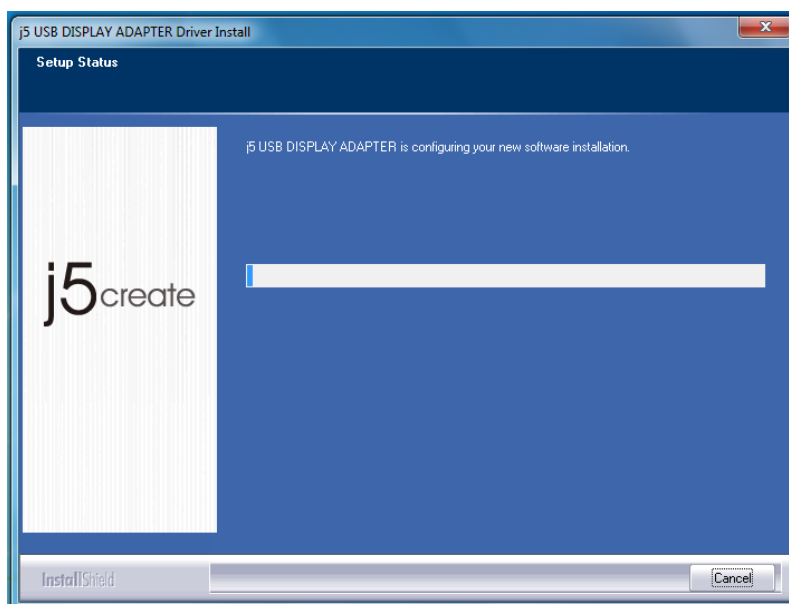 j5 USB DISPLAY ADAPTER Driver Install
Setup Status
j5 USB DISPLAY ADAPTER is configuring your new software installation.
j5create
InstallShield
Cancel